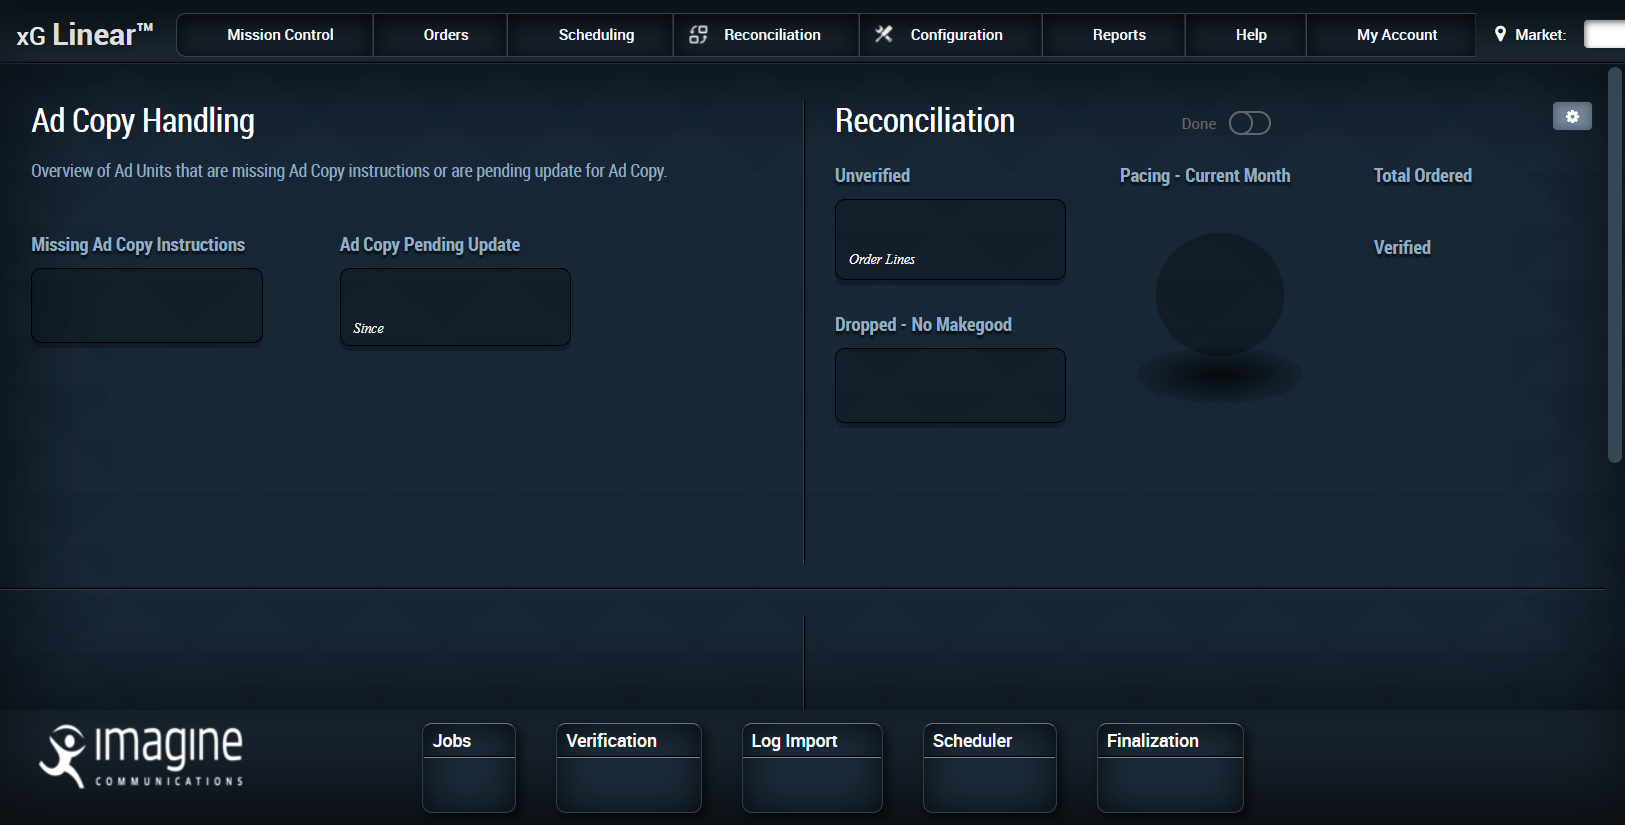 xG Linear™
Mission Control
Orders
Scheduling
Reconciliation
Configuration
Reports
Help
My Account
Market:
Ad Copy Handling
Overview of Ad Units that are missing Ad Copy instructions or are pending update for Ad Copy.
Missing Ad Copy Instructions
Ad Copy Pending Update
Since
Reconciliation
Done
Unverified
Pacing - Current Month
Total Ordered
Order Lines
Verified
Dropped - No Makegood
imagine
COMMUNICATIONS
Jobs
Verification
Log Import
Scheduler
Finalization